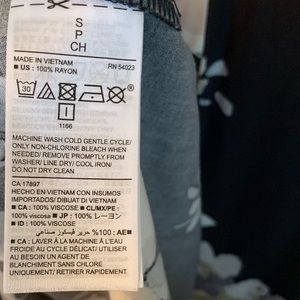 S
P
CH
MADE IN VIETNAM RN 54023
■ US : 100% RAYON
30
I
1166
MACHINE WASH COLD GENTLE CYCLE/
ONLY NON-CHLORINE BLEACH WHEN
NEEDED/ REMOVE PROMPTLY FROM
WASHER/ LINE DRY/ COOL IRON/
DO NOT DRY CLEAN
CA 17897
HECHO EN VIETNAM CON INSUMOS
IMPORTADOS/ DIBUAT DI VIETNAM
■ CA : 100% VISCOSE ■ CL/MX/PE :
100% viscosa ■ JP : 100% レーヨン
■ ID : 100% viscosa
■ AE : 100% حرير فيسكوز صناعي
■ CA : LAVER À LA MACHINE À L'EAU
FROIDE AU CYCLE DÉLICAT/ UTILISER
AU BESOIN UN AGENT DE
BLANCHIMENT SANS CHLORE
UNIQUEMENT/ RETIRER RAPIDEMENT